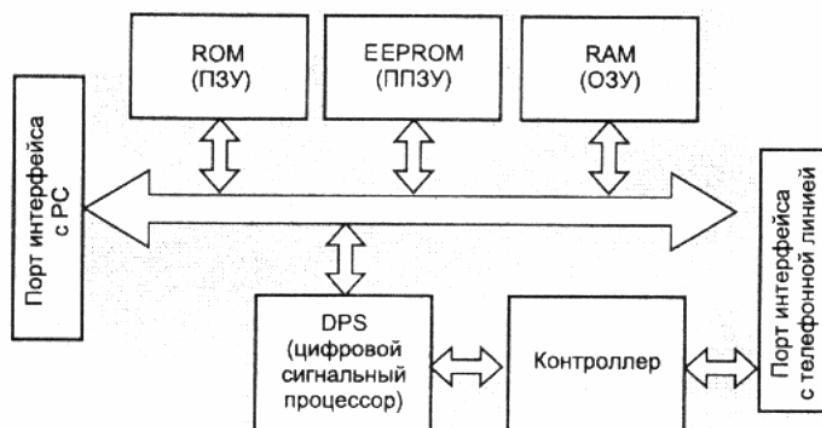 ROM
(ПЗУ)
EEPROM
(ППЗУ)
RAM
(ОЗУ)
Порт интерфейса
с PC
DPS
(цифровой
сигнальный
процессор)
Контроллер
Порт интерфейса
с телефонной линией